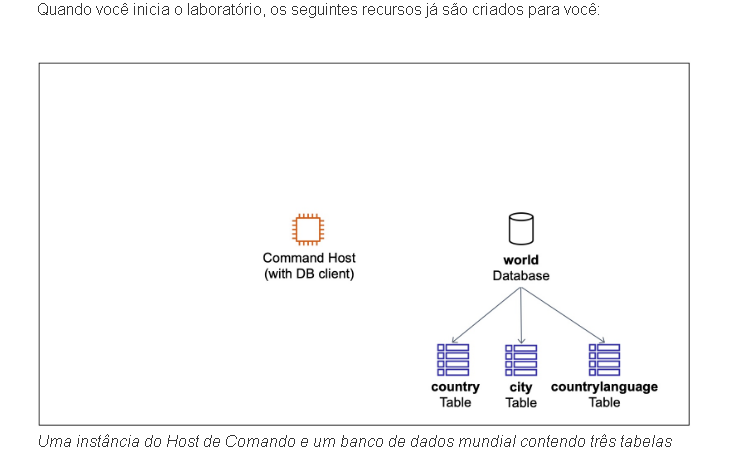 Quando você inicia o laboratório, os seguintes recursos já são criados para você:
Command Host
(with DB client)
world
Database
country
Table
city
Table
countrylanguage
Table
Uma instância do Host de Comando e um banco de dados mundial contendo três tabelas